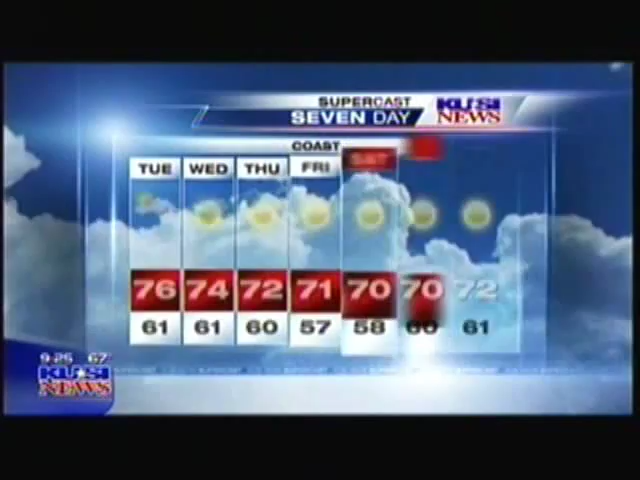 SUPERCAST
SEVEN DAY
KUSI
NEWS
COAST
TUE WED THU FRI SAT
76 74 72 71 70 70 72
61 61 60 57 58 60 61
9:26 67°
KUSI
NEWS